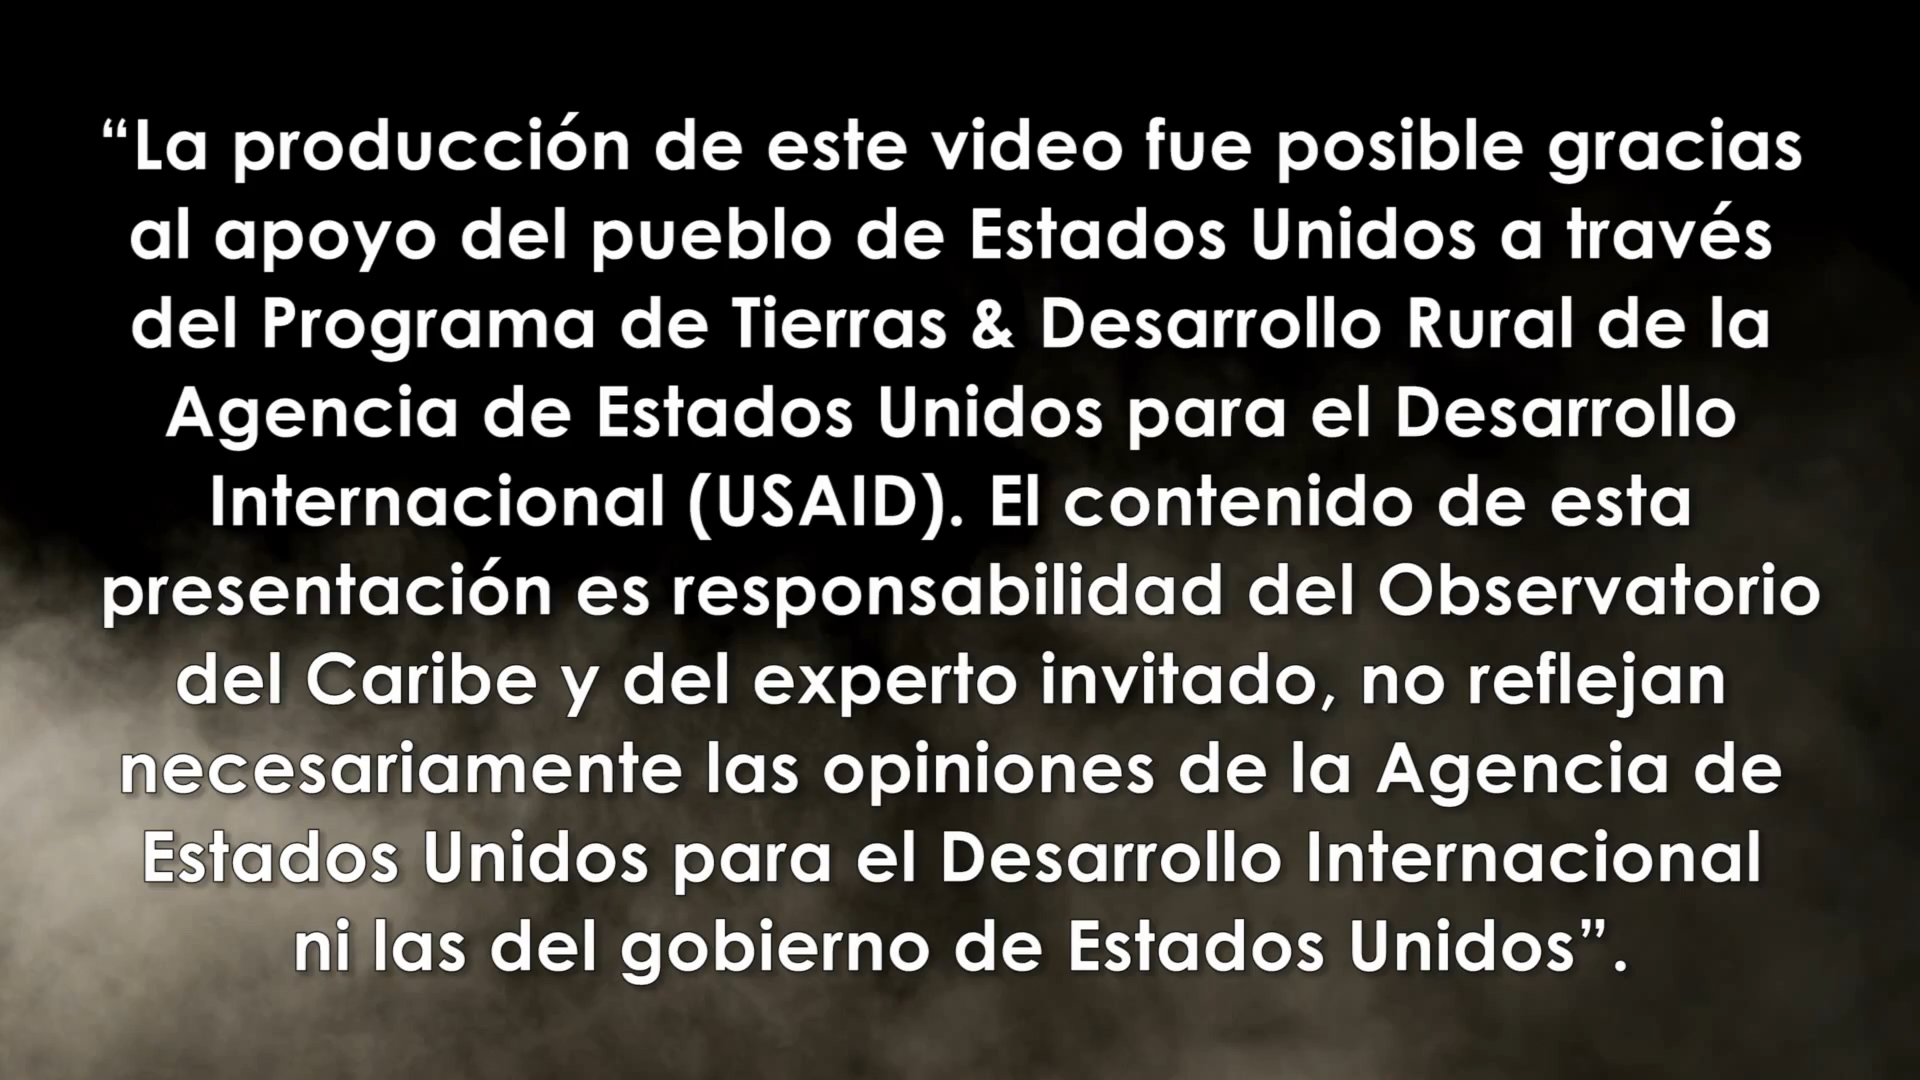 “La producción de este video fue posible gracias
al apoyo del pueblo de Estados Unidos a través
del Programa de Tierras & Desarrollo Rural de la
Agencia de Estados Unidos para el Desarrollo
Internacional (USAID). El contenido de esta
presentación es responsabilidad del Observatorio
del Caribe y del experto invitado, no reflejan
necesariamente las opiniones de la Agencia de
Estados Unidos para el Desarrollo Internacional
ni las del gobierno de Estados Unidos”.